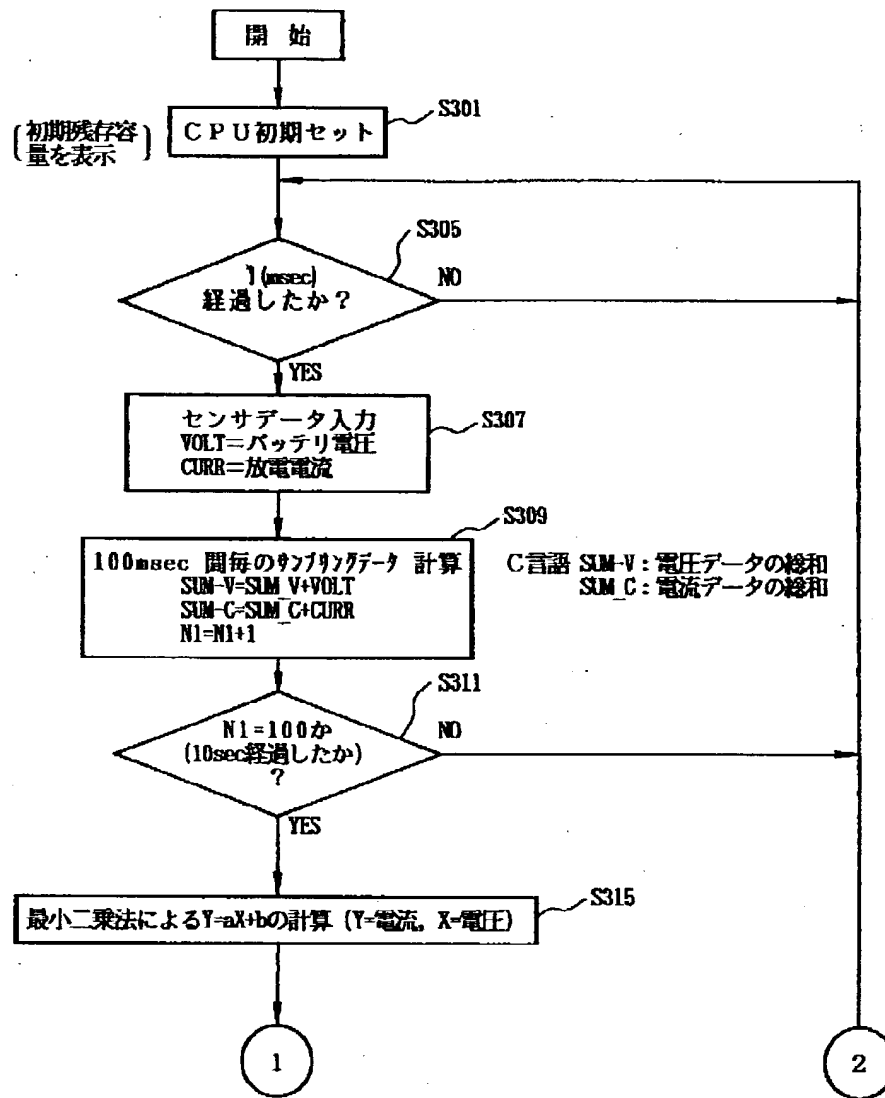 開 始
S301
初期残存容
量を表示
CPU初期セット
S305
1(msec)
経過したか?
NO
YES
センサデータ入力
VOLT=バッテリ電圧
CURR=放電電流
S307
S309
100msec 間毎のサンプリングデータ 計算
SUM-V=SUM_V+VOLT
SUM-C=SUM_C+CURR
N1=N1+1
C言語 SUM-V:電圧データの総和
SUM_C:電流データの総和
S311
N1=100か
(10sec経過したか)
?
NO
YES
S315
最小二乗法によるY=aX+bの計算 (Y=電流, X=電圧)
1
2